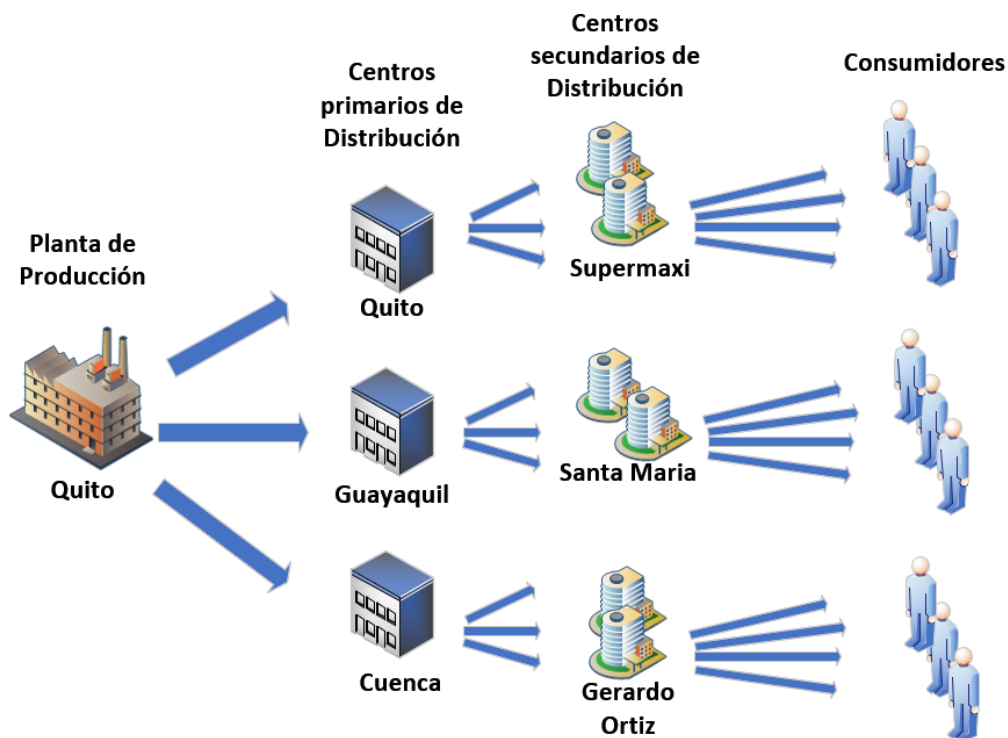 Centros
primarios de
Distribución
Centros
secundarios de
Distribución
Consumidores
Planta de
Producción
Quito
Quito
Supermaxi
Guayaquil
Santa Maria
Cuenca
Gerardo
Ortiz